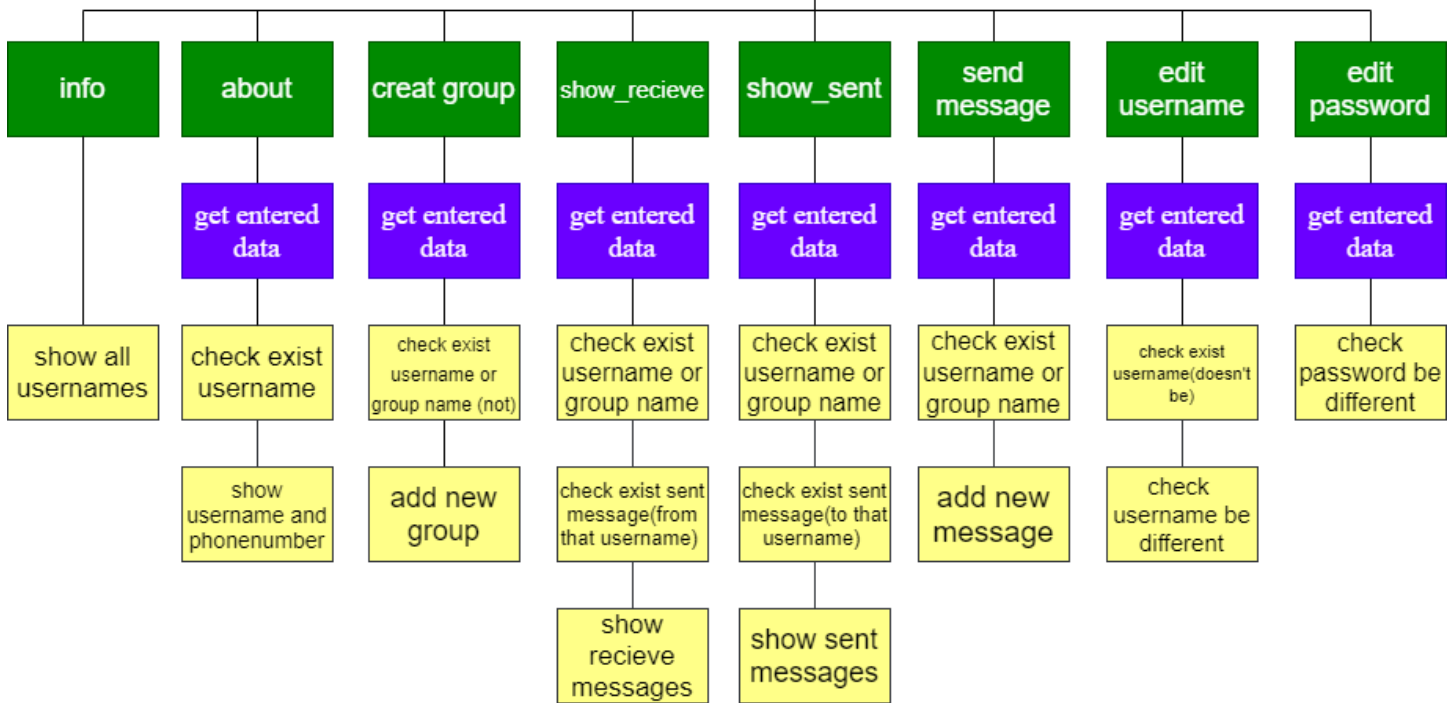 info
about
creat group
show_recieve
show_sent
send
message
edit
username
edit
password
get entered
data
get entered
data
get entered
data
get entered
data
get entered
data
get entered
data
get entered
data
show all
usernames
check exist
username
check exist
username or
group name (not)
check exist
username or
group name
check exist
username or
group name
check exist
username or
group name
check exist
username(doesn't
be)
check
password be
different
show
username and
phonenumber
add new
group
check exist sent
message(from
that username)
check exist sent
message(to that
username)
add new
message
check
username be
different
show
recieve
messages
show sent
messages